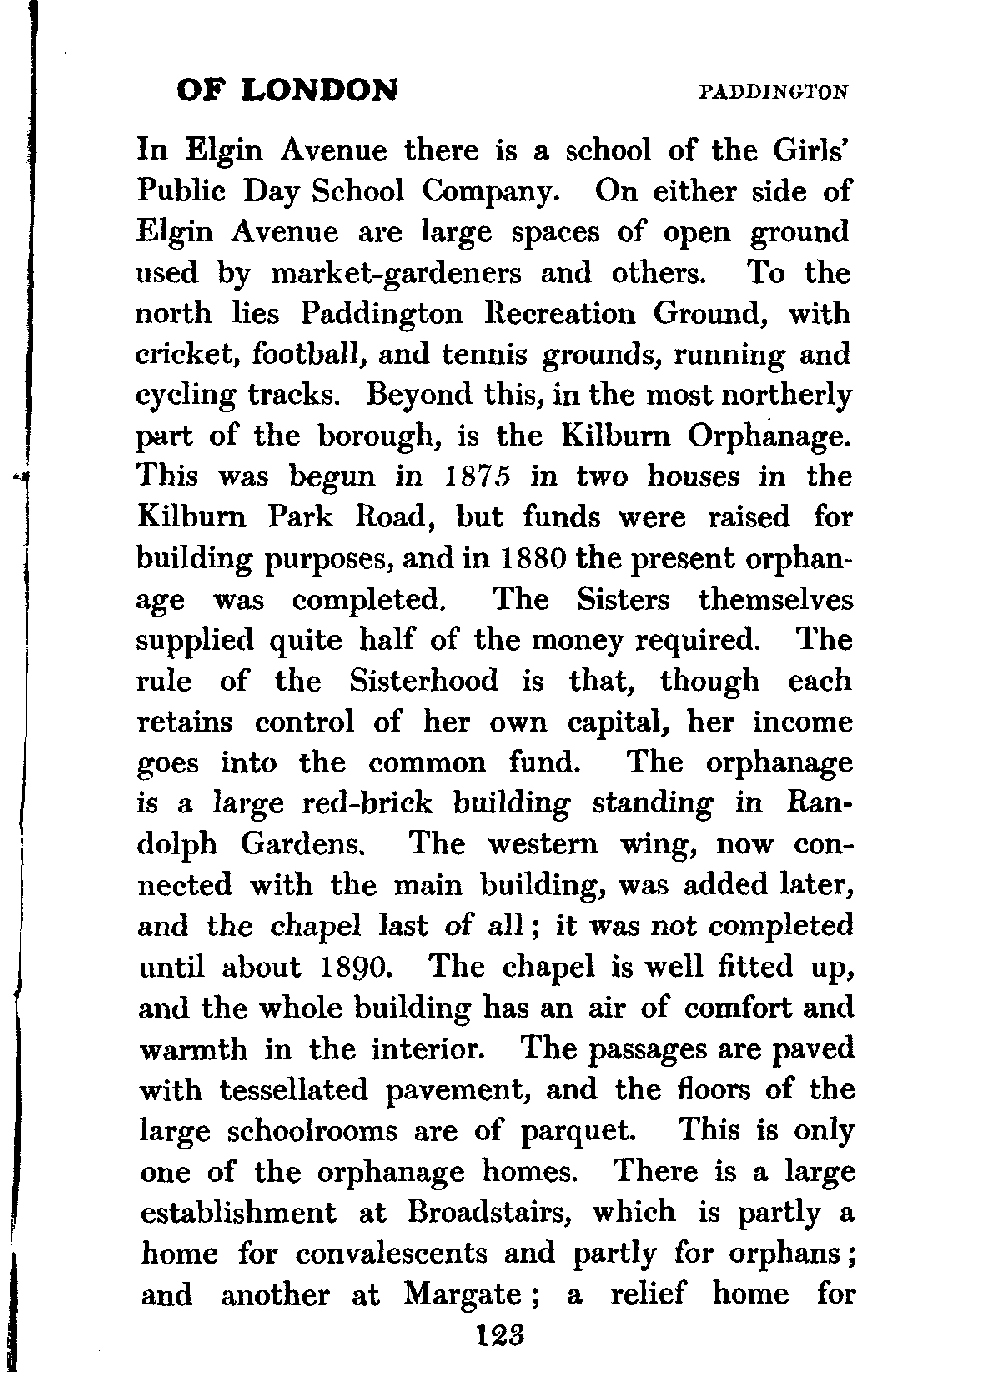 OF LONDON PADDINGTON
In Elgin Avenue there is a school of the Girls'
Public Day School Company. On either side of
Elgin Avenue are large spaces of open ground
used by market-gardeners and others. To the
north lies Paddington Recreation Ground, with
cricket, football, and tennis grounds, running and
cycling tracks. Beyond this, in the most northerly
part of the borough, is the Kilburn Orphanage.
This was begun in 1875 in two houses in the
Kilburn Park Road, but funds were raised for
building purposes, and in 1880 the present orphan-
age was completed. The Sisters themselves
supplied quite half of the money required. The
rule of the Sisterhood is that, though each
retains control of her own capital, her income
goes into the common fund. The orphanage
is a large red-brick building standing in Ran-
dolph Gardens. The western wing, now con-
nected with the main building, was added later,
and the chapel last of all; it was not completed
until about 1890. The chapel is well fitted up,
and the whole building has an air of comfort and
warmth in the interior. The passages are paved
with tessellated pavement, and the floors of the
large schoolrooms are of parquet. This is only
one of the orphanage homes. There is a large
establishment at Broadstairs, which is partly a
home for convalescents and partly for orphans;
and another at Margate; a relief home for
123